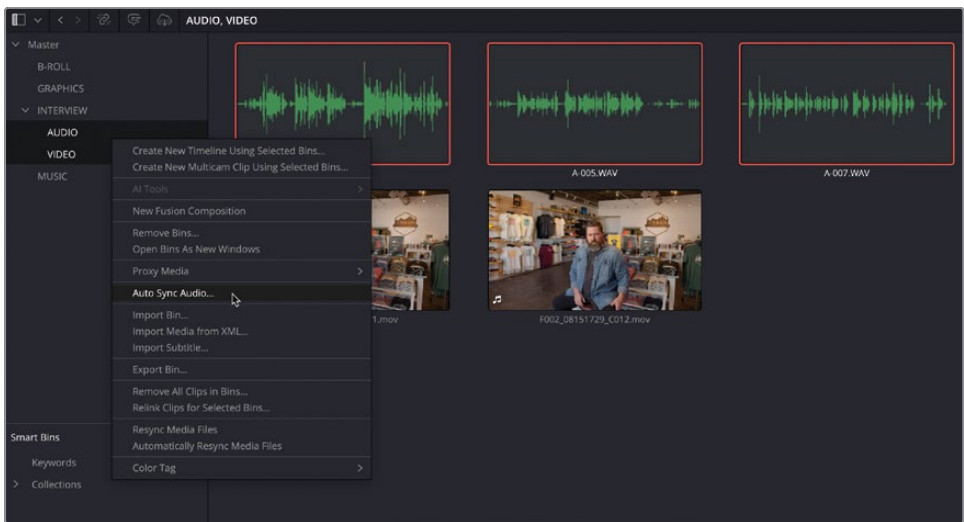 AUDIO, VIDEO
Master
B-ROLL
GRAPHICS
INTERVIEW
AUDIO
VIDEO
MUSIC
Create New Timeline Using Selected Bins...
Create New Multicam Clip Using Selected Bins...
AI Tools
New Fusion Composition
Remove Bins...
Open Bins As New Windows
Proxy Media
Auto Sync Audio...
Import Bin...
Import Media from XML...
Import Subtitle...
Export Bin...
Remove All Clips in Bins...
Relink Clips for Selected Bins...
Resync Media Files
Automatically Resync Media Files
Color Tag
A-005.WAV
A-007.WAV
1.mov
F002_08151729_C012.mov
Smart Bins
Keywords
Collections